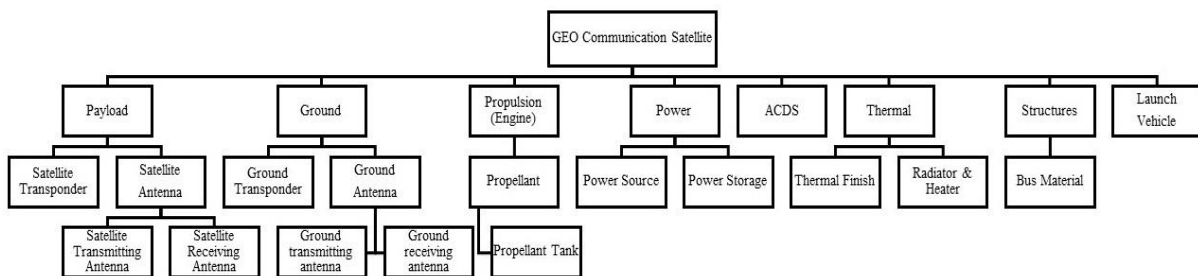 GEO Communication Satellite
Payload
Ground
Propulsion
(Engine)
Power
ACDS
Thermal
Structures
Launch
Vehicle
Satellite
Transponder
Satellite
Antenna
Ground
Transponder
Ground
Antenna
Propellant
Power Source
Power Storage
Thermal Finish
Radiator &
Heater
Bus Material
Satellite
Transmitting
Antenna
Satellite
Receiving
Antenna
Ground
transmitting
antenna
Ground
receiving
antenna
Propellant Tank